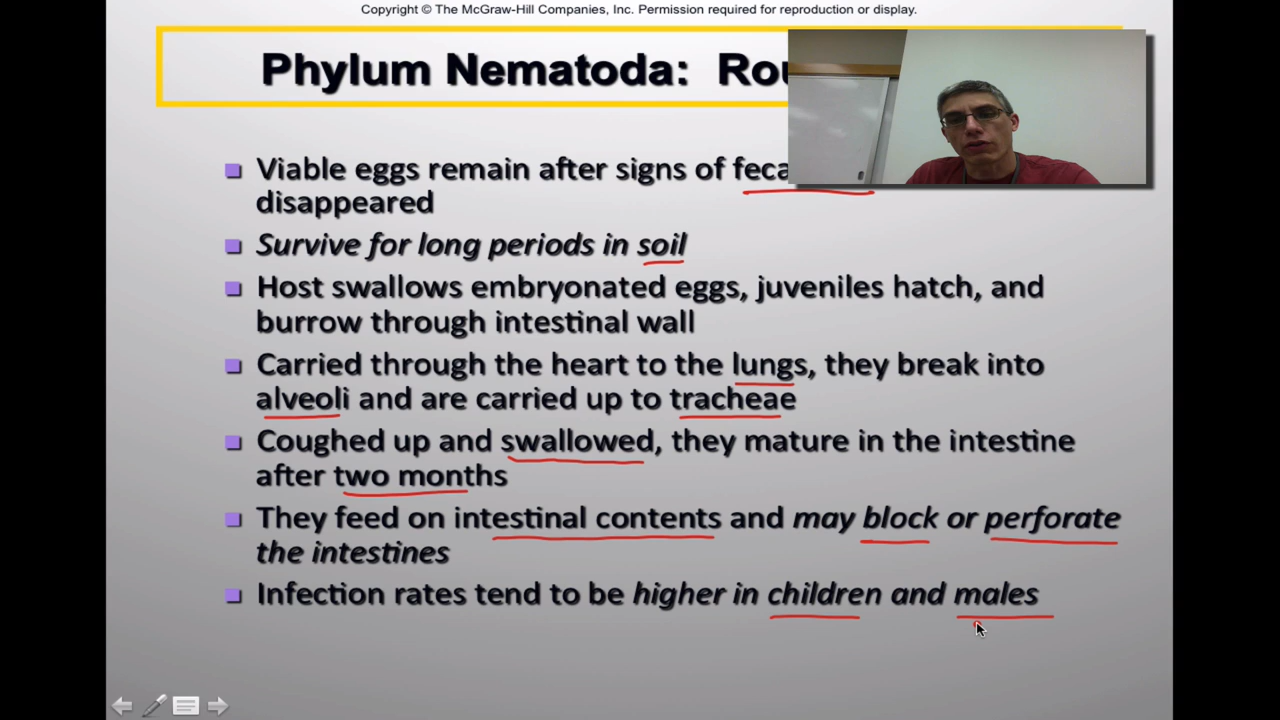 Copyright © The McGraw-Hill Companies, Inc. Permission required for reproduction or display.
Phylum Nematoda:
Viable eggs remain after signs of
disappeared
Survive for long periods in soil
Host swallows embryonated eggs, juveniles hatch, and
burrow through intestinal wall
Carried through the heart to the lungs, they break into
alveoli and are carried up to tracheae
Coughed up and swallowed, they mature in the intestine
after two months
They feed on intestinal contents and may block or perforate
the intestines
Infection rates tend to be higher in children and males